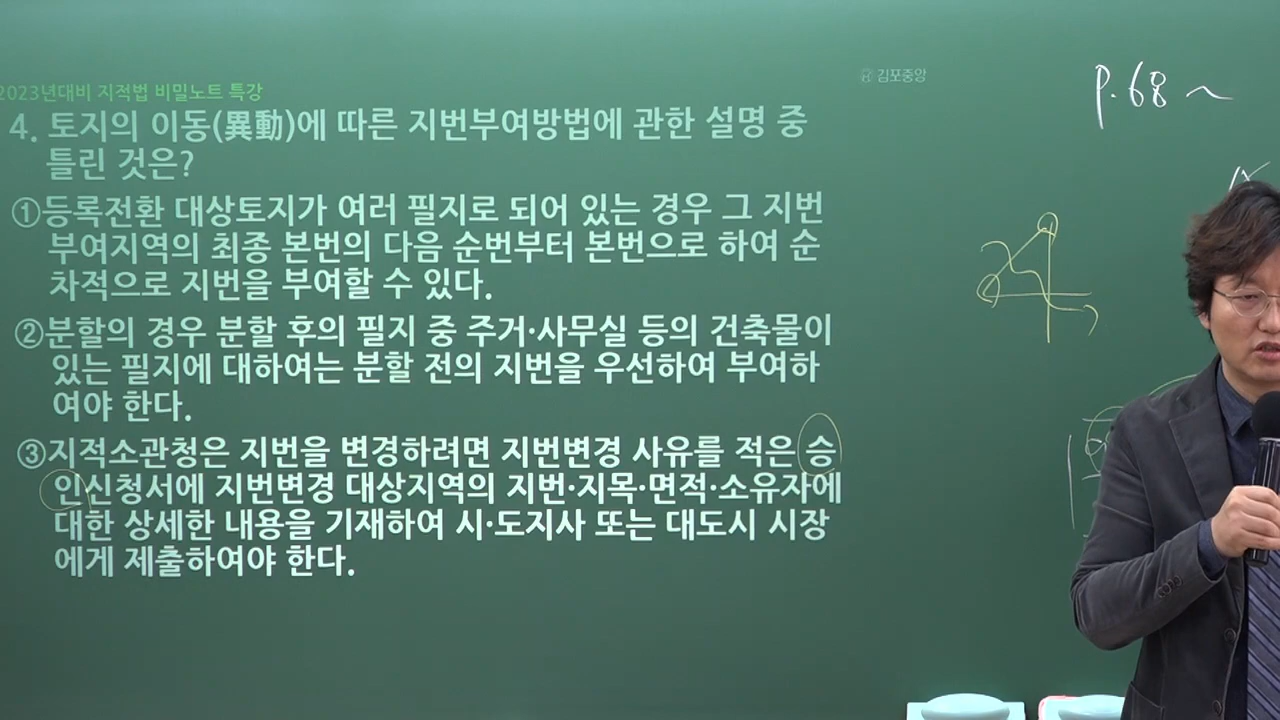 2023년대비 지적법 비밀노트 특강
김포중앙
P.68 ~
4. 토지의 이동(異動)에 따른 지번부여방법에 관한 설명 중
틀린 것은?
①등록전환 대상토지가 여러 필지로 되어 있는 경우 그 지번
부여지역의 최종 본번의 다음 순번부터 본번으로 하여 순
차적으로 지번을 부여할 수 있다.
②분할의 경우 분할 후의 필지 중 주거·사무실 등의 건축물이
있는 필지에 대하여는 분할 전의 지번을 우선하여 부여하
여야 한다.
③지적소관청은 지번을 변경하려면 지번변경 사유를 적은 승
인신청서에 지번변경 대상지역의 지번·지목·면적·소유자에
대한 상세한 내용을 기재하여 시·도지사 또는 대도시 시장
에게 제출하여야 한다.